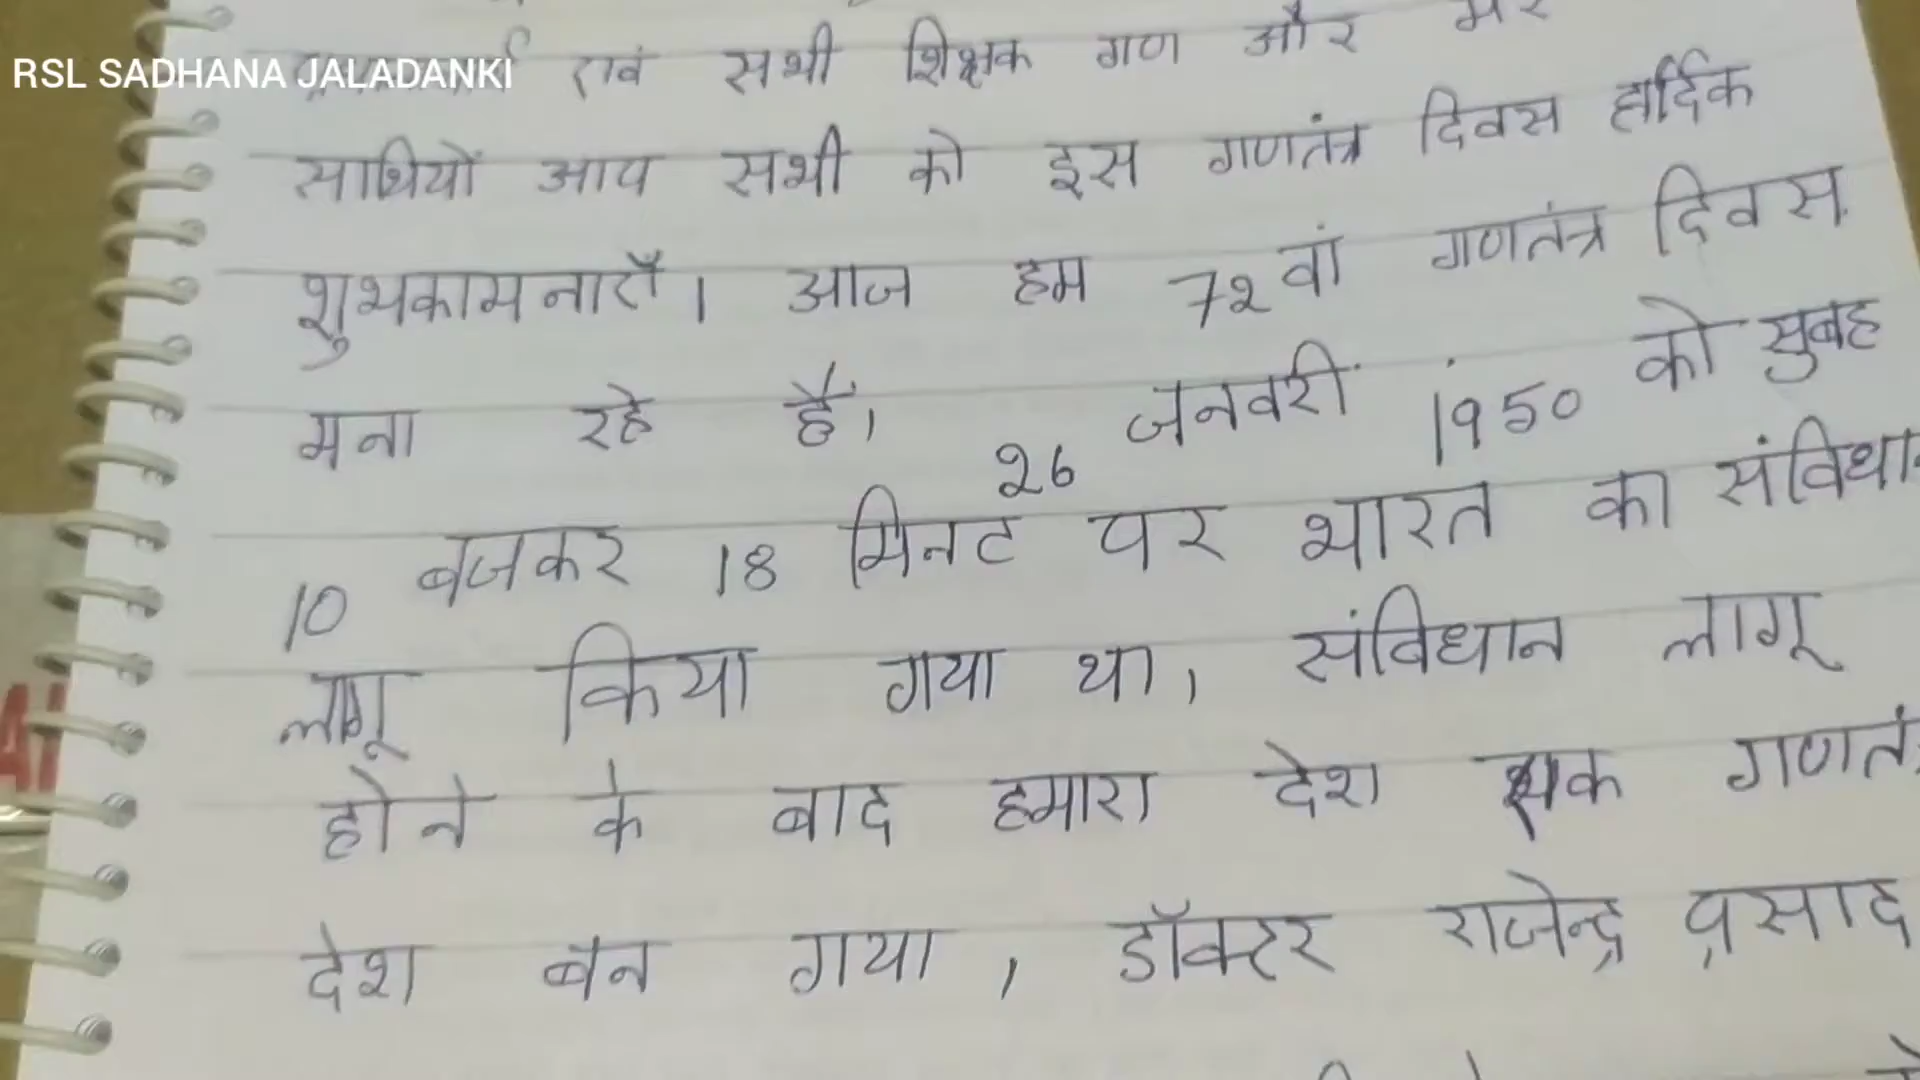 RSL SADHANA JALADANKI
एवं सभी शिक्षक गण और मेरे
साथियों आप सभी को इस गणतंत्र दिवस हार्दिक
शुभकामनाएँ। आज हम 72वां गणतंत्र दिवस
मना रहे हैं। 26 जनवरी 1950 को सुबह
10 बजकर 18 मिनट पर भारत का संविधान
लागू किया गया था, संविधान लागू
होने के बाद हमारा देश एक गणतंत्र
देश बन गया, डॉक्टर राजेन्द्र प्रसाद